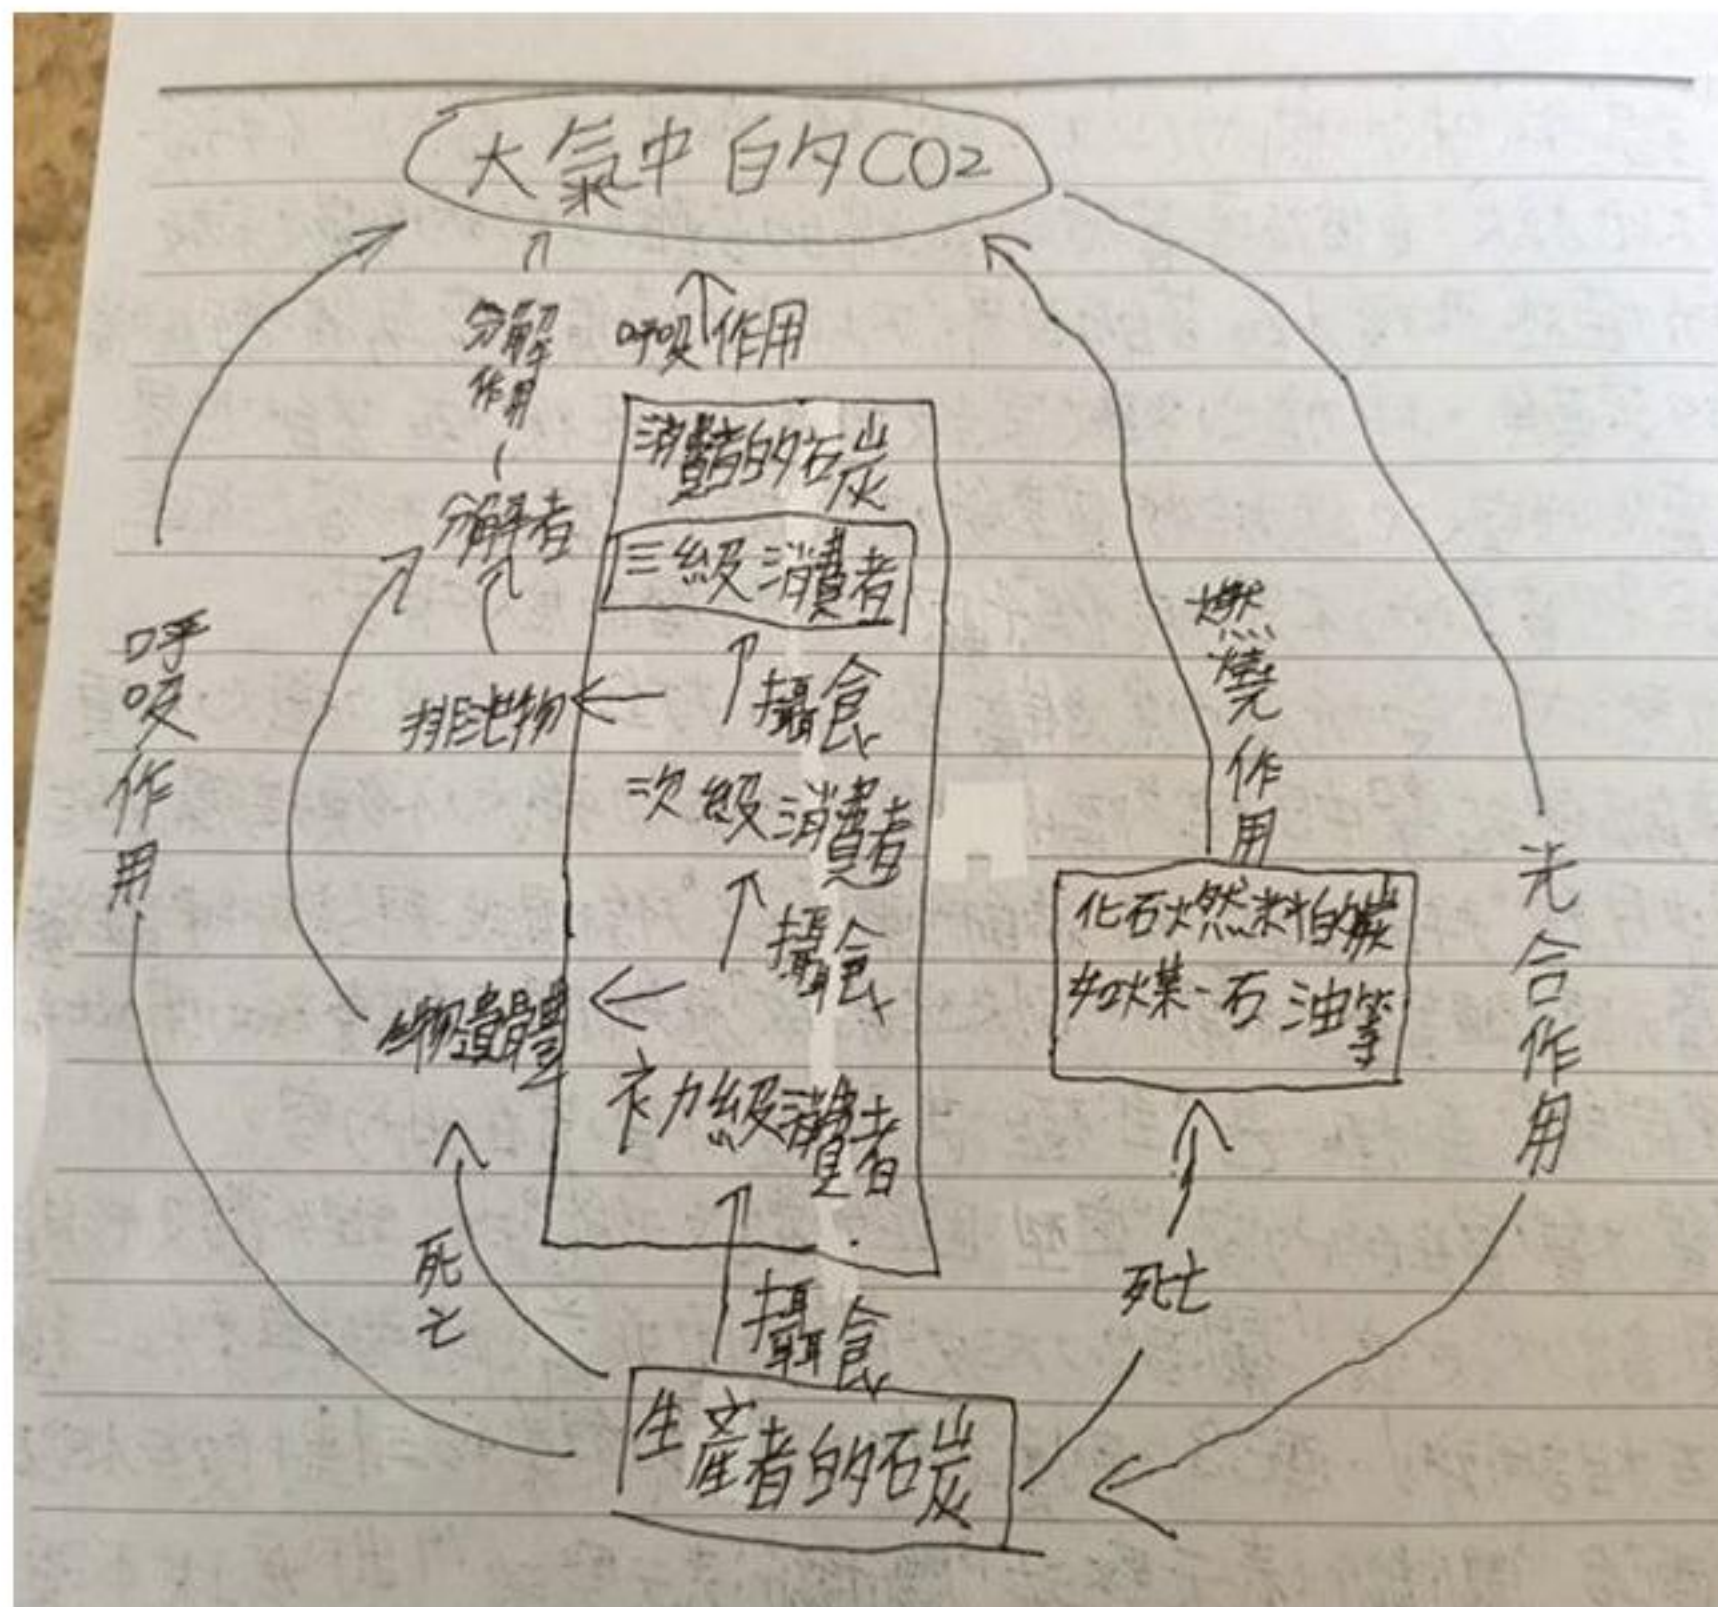 大氣中的CO2
分解
作用
呼吸作用
分解者
消費者的碳
三級消費者
攝食
排泄物
次級消費者
攝食
生物遺體
初級消費者
攝食
死亡
生產者的碳
呼吸作用
燃燒作用
化石燃料的碳
如煤、石油等
死亡
光合作用